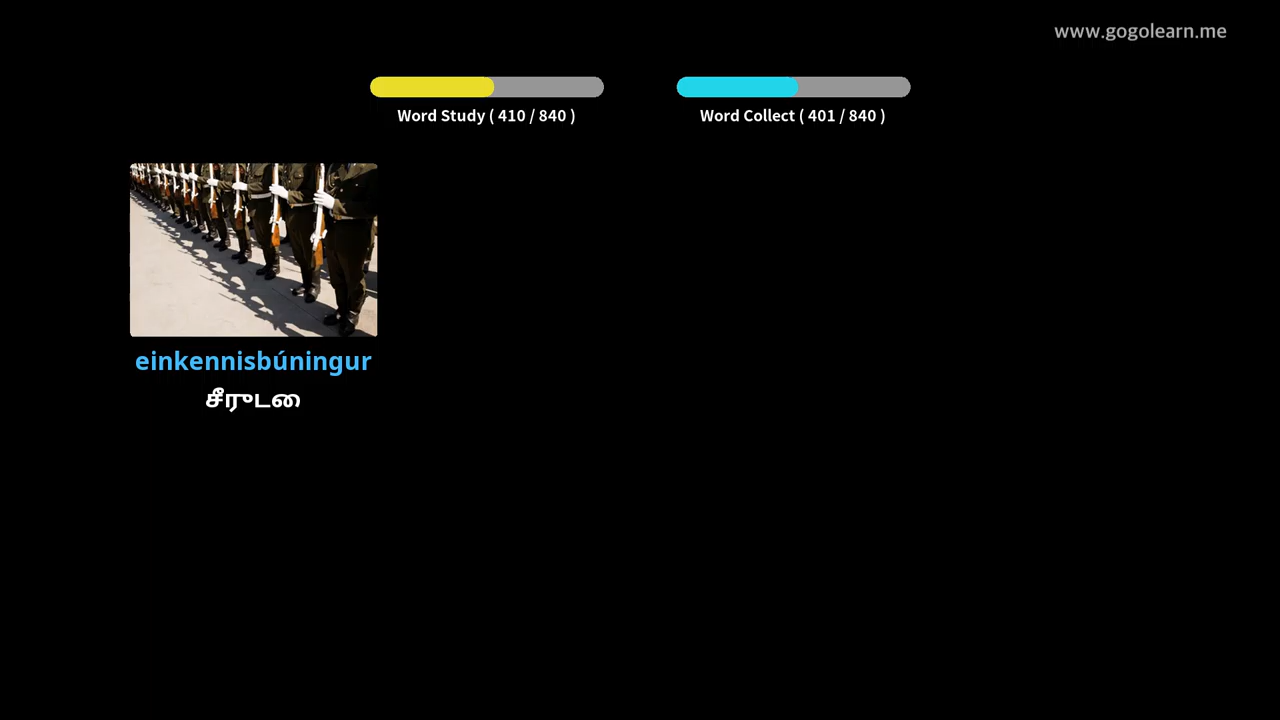 www.gogolearn.me
Word Study ( 410 / 840 )
Word Collect ( 401 / 840 )
einkennisbúningur
சீருடை